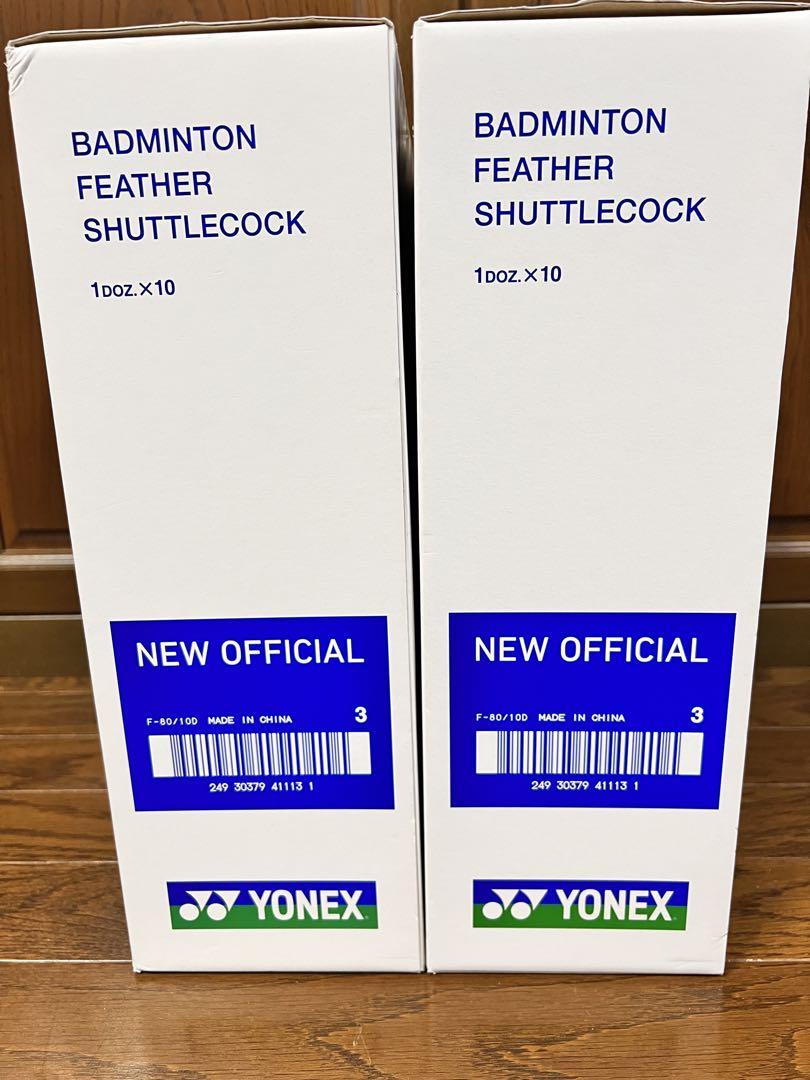 BADMINTON
FEATHER
SHUTTLECOCK
1DOZ.×10
NEW OFFICIAL
F-80/10D MADE IN CHINA 3
249 30379 41113 1
YONEX
BADMINTON
FEATHER
SHUTTLECOCK
1DOZ.×10
NEW OFFICIAL
F-80/10D MADE IN CHINA 3
249 30379 41113 1
YONEX